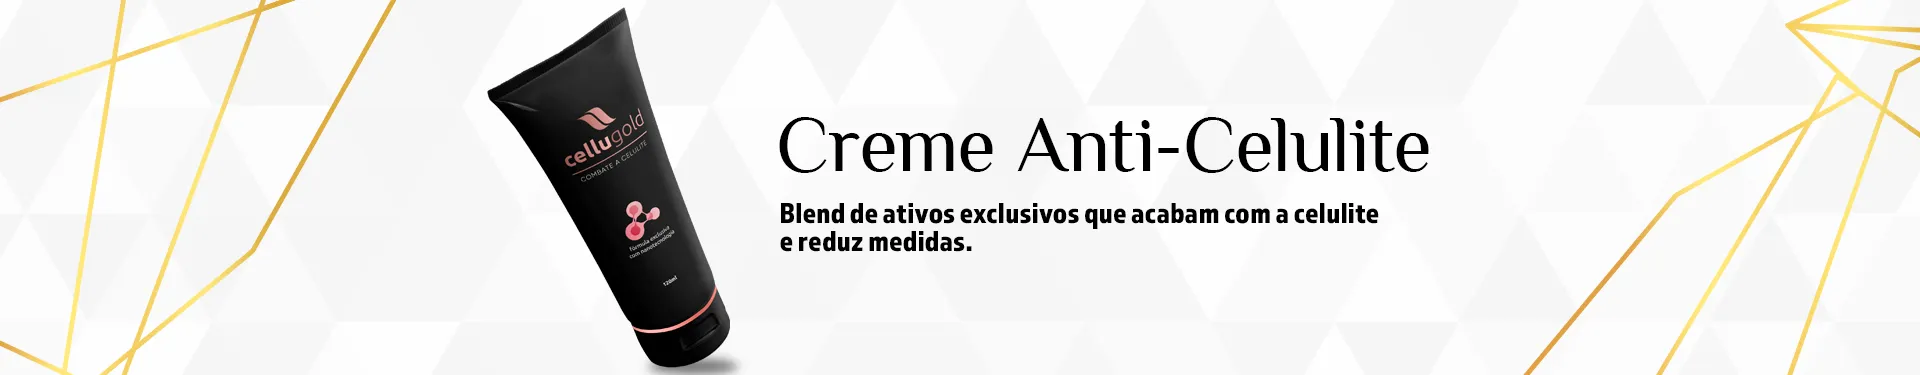 cellugold
COMBATE A CELULITE
fórmula exclusiva
com nanotecnologia
120ml
Creme Anti-Celulite
Blend de ativos exclusivos que acabam com a celulite
e reduz medidas.